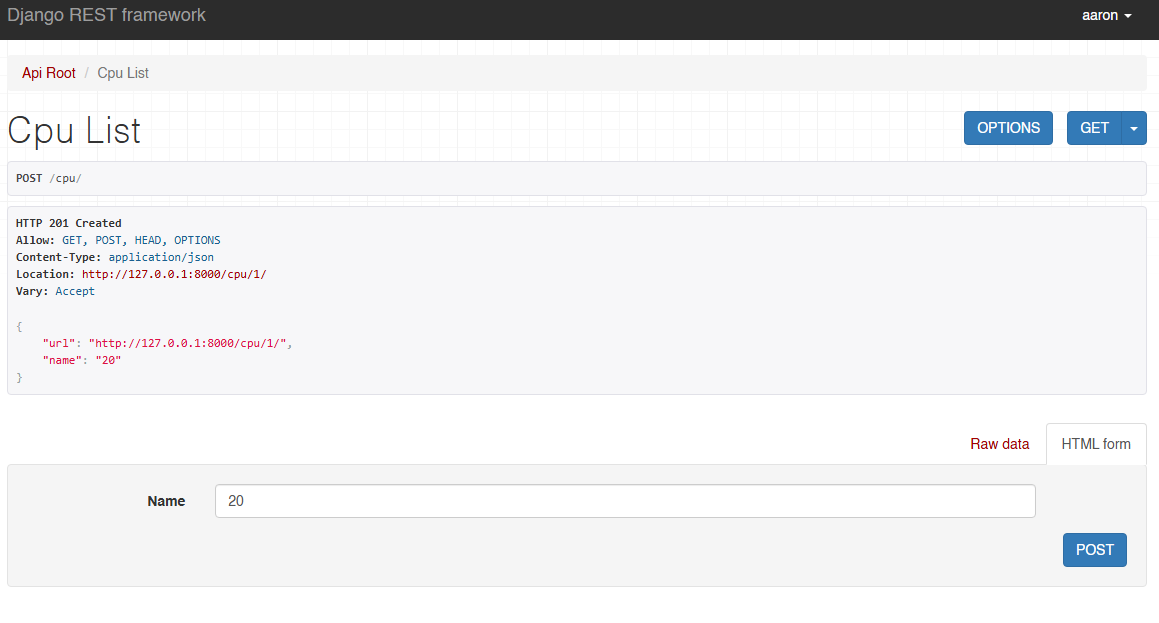 Django REST framework aaron
Api Root / Cpu List
Cpu List OPTIONS GET
POST /cpu/
HTTP 201 Created
Allow: GET, POST, HEAD, OPTIONS
Content-Type: application/json
Location: http://127.0.0.1:8000/cpu/1/
Vary: Accept
{
    "url": "http://127.0.0.1:8000/cpu/1/",
    "name": "20"
}
Raw data HTML form
Name 20
POST